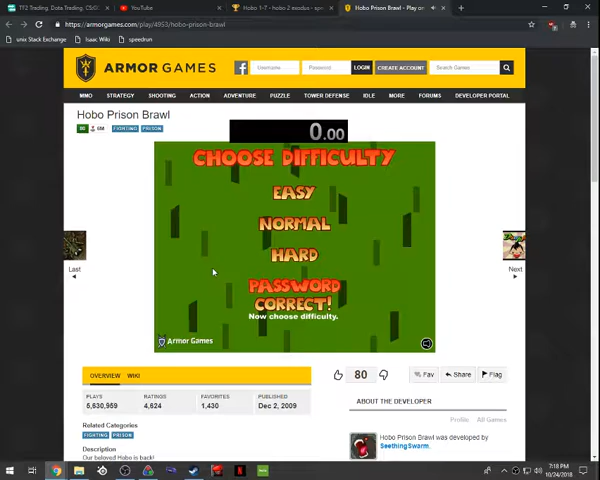 TF2 Trading, Dota Trading, CS:GO
YouTube
Hobo 1-7 - hobo 2 exodus - sp
Hobo Prison Brawl - Play on
https://armorgames.com/play/4953/hobo-prison-brawl
Unix Stack Exchange
Isaac Wiki
speedrun
ARMOR GAMES
Username
Password
LOGIN
CREATE ACCOUNT
Search Games
MMO STRATEGY SHOOTING ACTION ADVENTURE PUZZLE TOWER DEFENSE IDLE MORE FORUMS DEVELOPER PORTAL
Hobo Prison Brawl
80 6M FIGHTING PRISON
0.00
CHOOSE DIFFICULTY
EASY
NORMAL
HARD
PASSWORD
CORRECT!
Now choose difficulty.
Armor Games
Last
Next
OVERVIEW WIKI
80
Fav Share Flag
PLAYS RATINGS FAVORITES PUBLISHED
5,630,959 4,624 1,430 Dec 2, 2009
ABOUT THE DEVELOPER
Profile All Games
Related Categories
FIGHTING PRISON
Hobo Prison Brawl was developed by
SeethingSwarm.
Description
Our beloved Hobo is back!
7:18 PM
10/24/2018